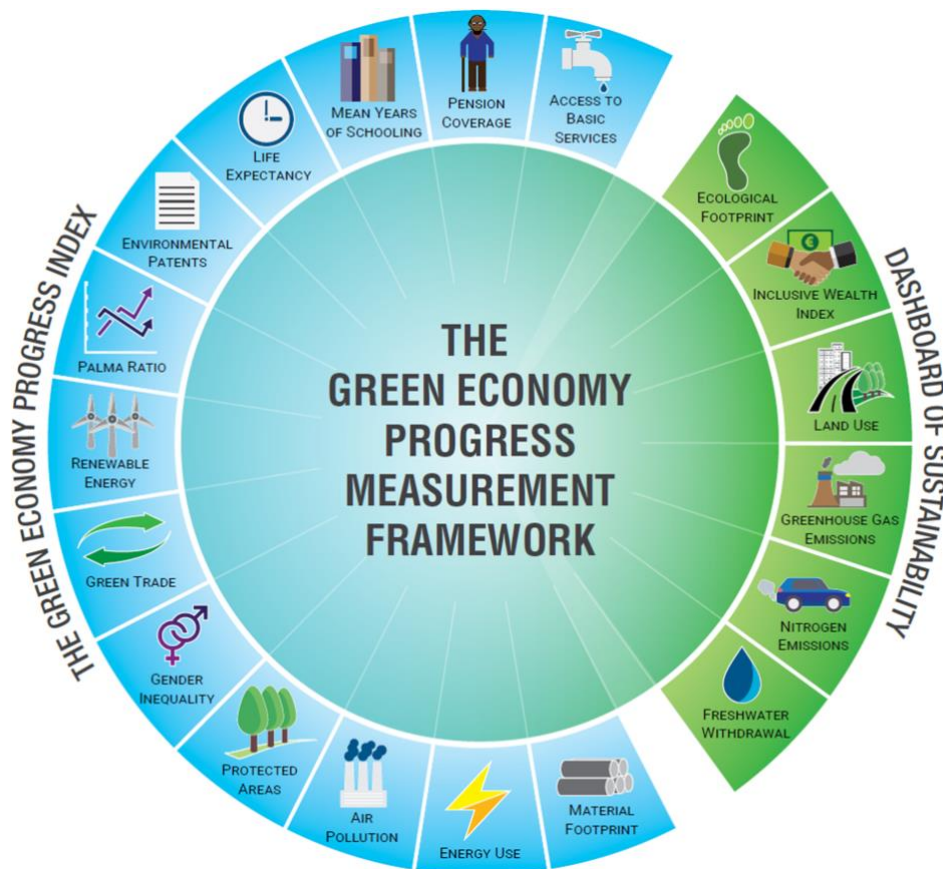 THE GREEN ECONOMY PROGRESS INDEX
MEAN YEARS
OF SCHOOLING
PENSION
COVERAGE
ACCESS TO
BASIC
SERVICES
LIFE
EXPECTANCY
ENVIRONMENTAL
PATENTS
PALMA RATIO
RENEWABLE
ENERGY
GREEN TRADE
GENDER
INEQUALITY
PROTECTED
AREAS
AIR
POLLUTION
ENERGY USE
MATERIAL
FOOTPRINT
THE
GREEN ECONOMY
PROGRESS
MEASUREMENT
FRAMEWORK
DASHBOARD OF SUSTAINABILITY
ECOLOGICAL
FOOTPRINT
€
INCLUSIVE WEALTH
INDEX
LAND USE
GREENHOUSE GAS
EMISSIONS
NITROGEN
EMISSIONS
FRESHWATER
WITHDRAWAL